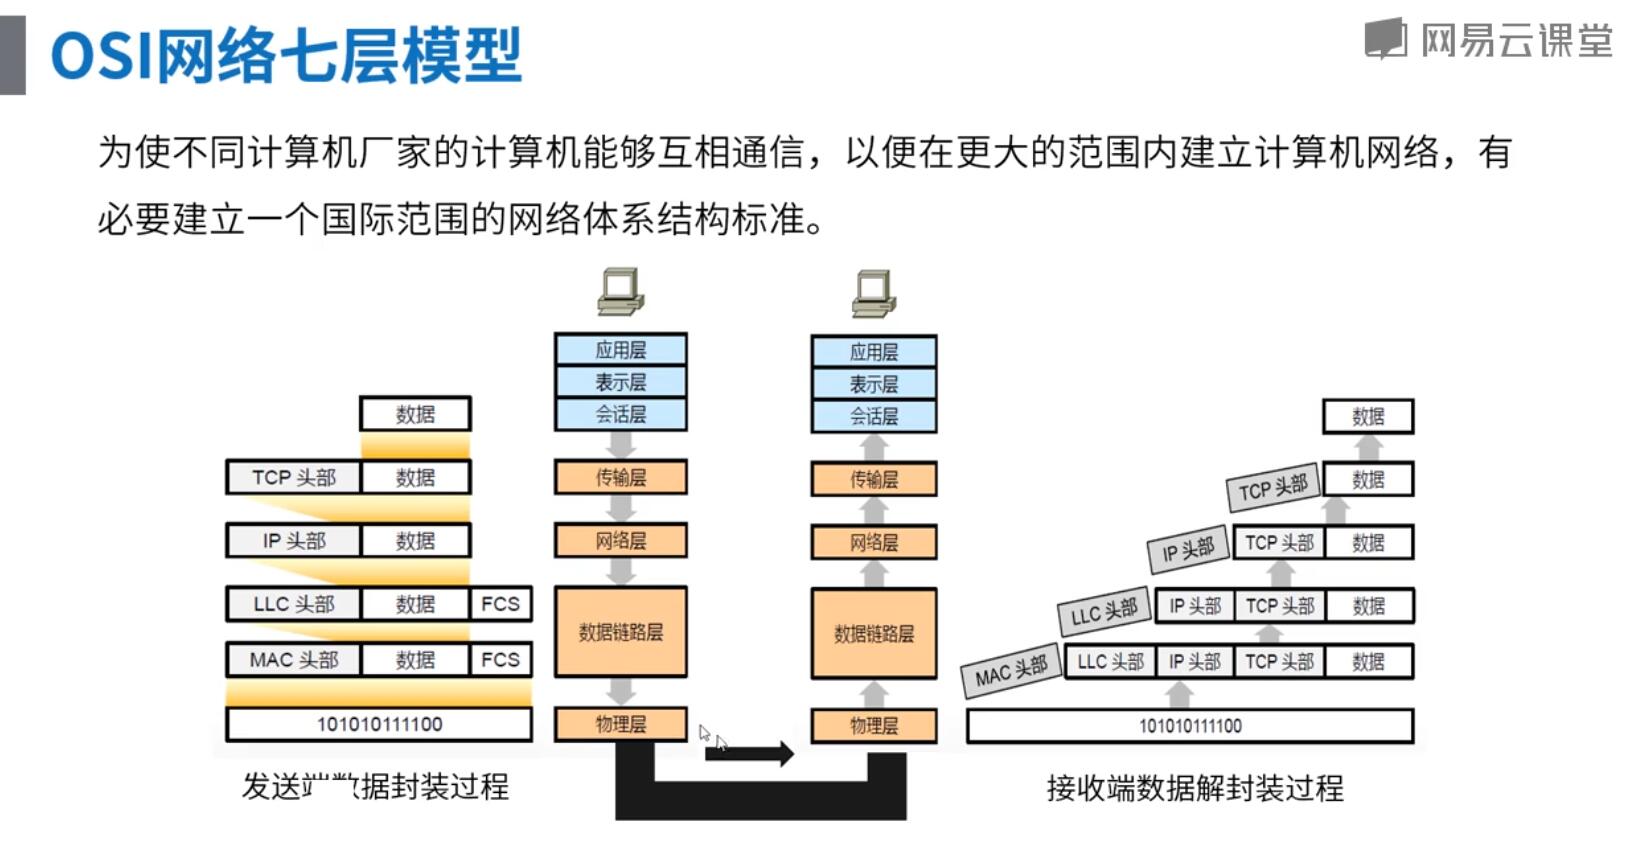 OSI网络七层模型
网易云课堂
为使不同计算机厂家的计算机能够互相通信，以便在更大的范围内建立计算机网络，有
必要建立一个国际范围的网络体系结构标准。
数据
TCP 头部 数据
IP 头部 数据
LLC 头部 数据 FCS
MAC 头部 数据 FCS
101010111100
发送端数据封装过程
应用层
表示层
会话层
传输层
网络层
数据链路层
物理层
应用层
表示层
会话层
传输层
网络层
数据链路层
物理层
数据
TCP 头部 数据
IP 头部 TCP 头部 数据
LLC 头部 IP 头部 TCP 头部 数据
MAC 头部 LLC 头部 IP 头部 TCP 头部 数据
101010111100
接收端数据解封装过程